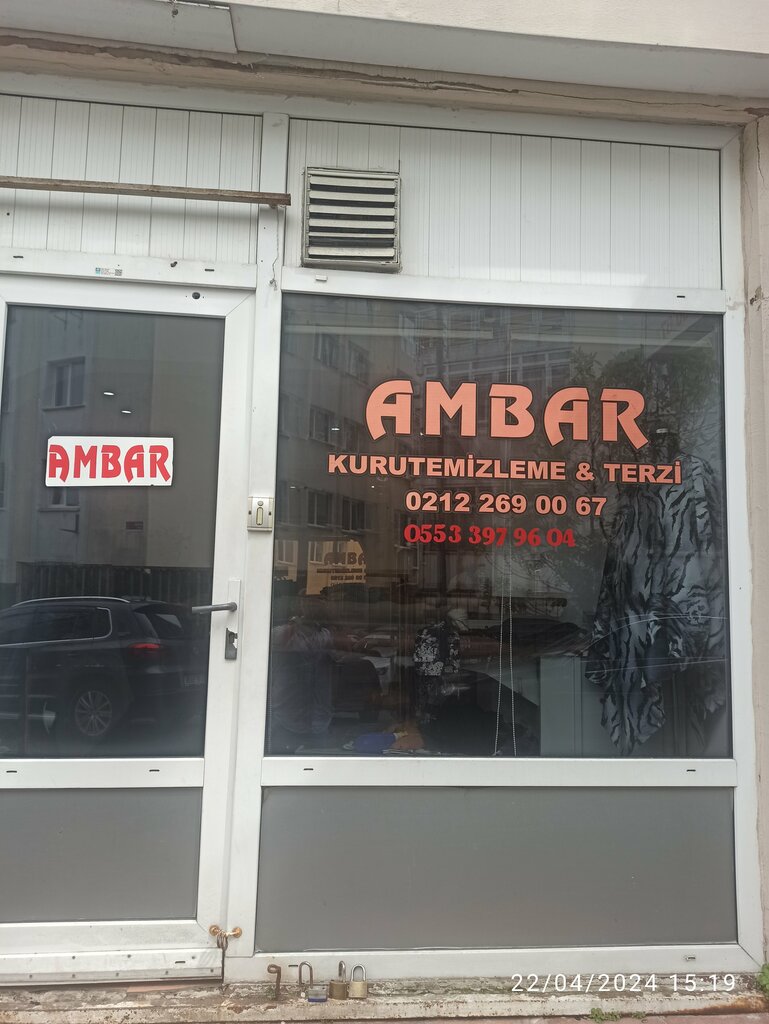 AMBAR
AMBAR
KURUTEMİZLEME & TERZİ
0212 269 00 67
0553 397 96 04
22/04/2024 15:19